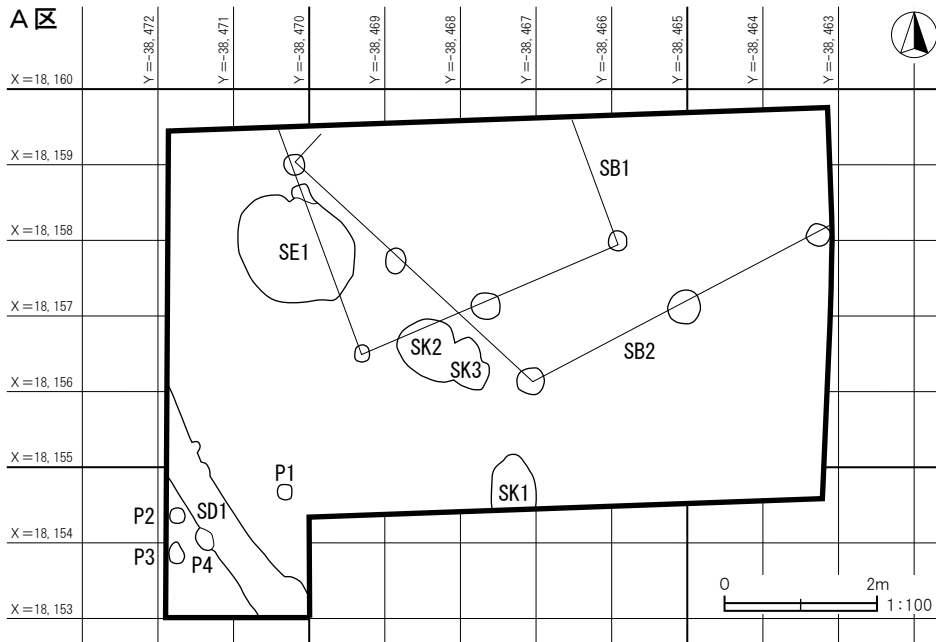 A区
Y=-38,472
Y=-38,471
Y=-38,470
Y=-38,469
Y=-38,468
Y=-38,467
Y=-38,466
Y=-38,465
Y=-38,464
Y=-38,463
X=18,160
X=18,159
SB1
X=18,158
SE1
X=18,157
SK2
SB2
SK3
X=18,156
X=18,155
P1
SK1
P2
SD1
X=18,154
P3
P4
0 2m
1:100
X=18,153